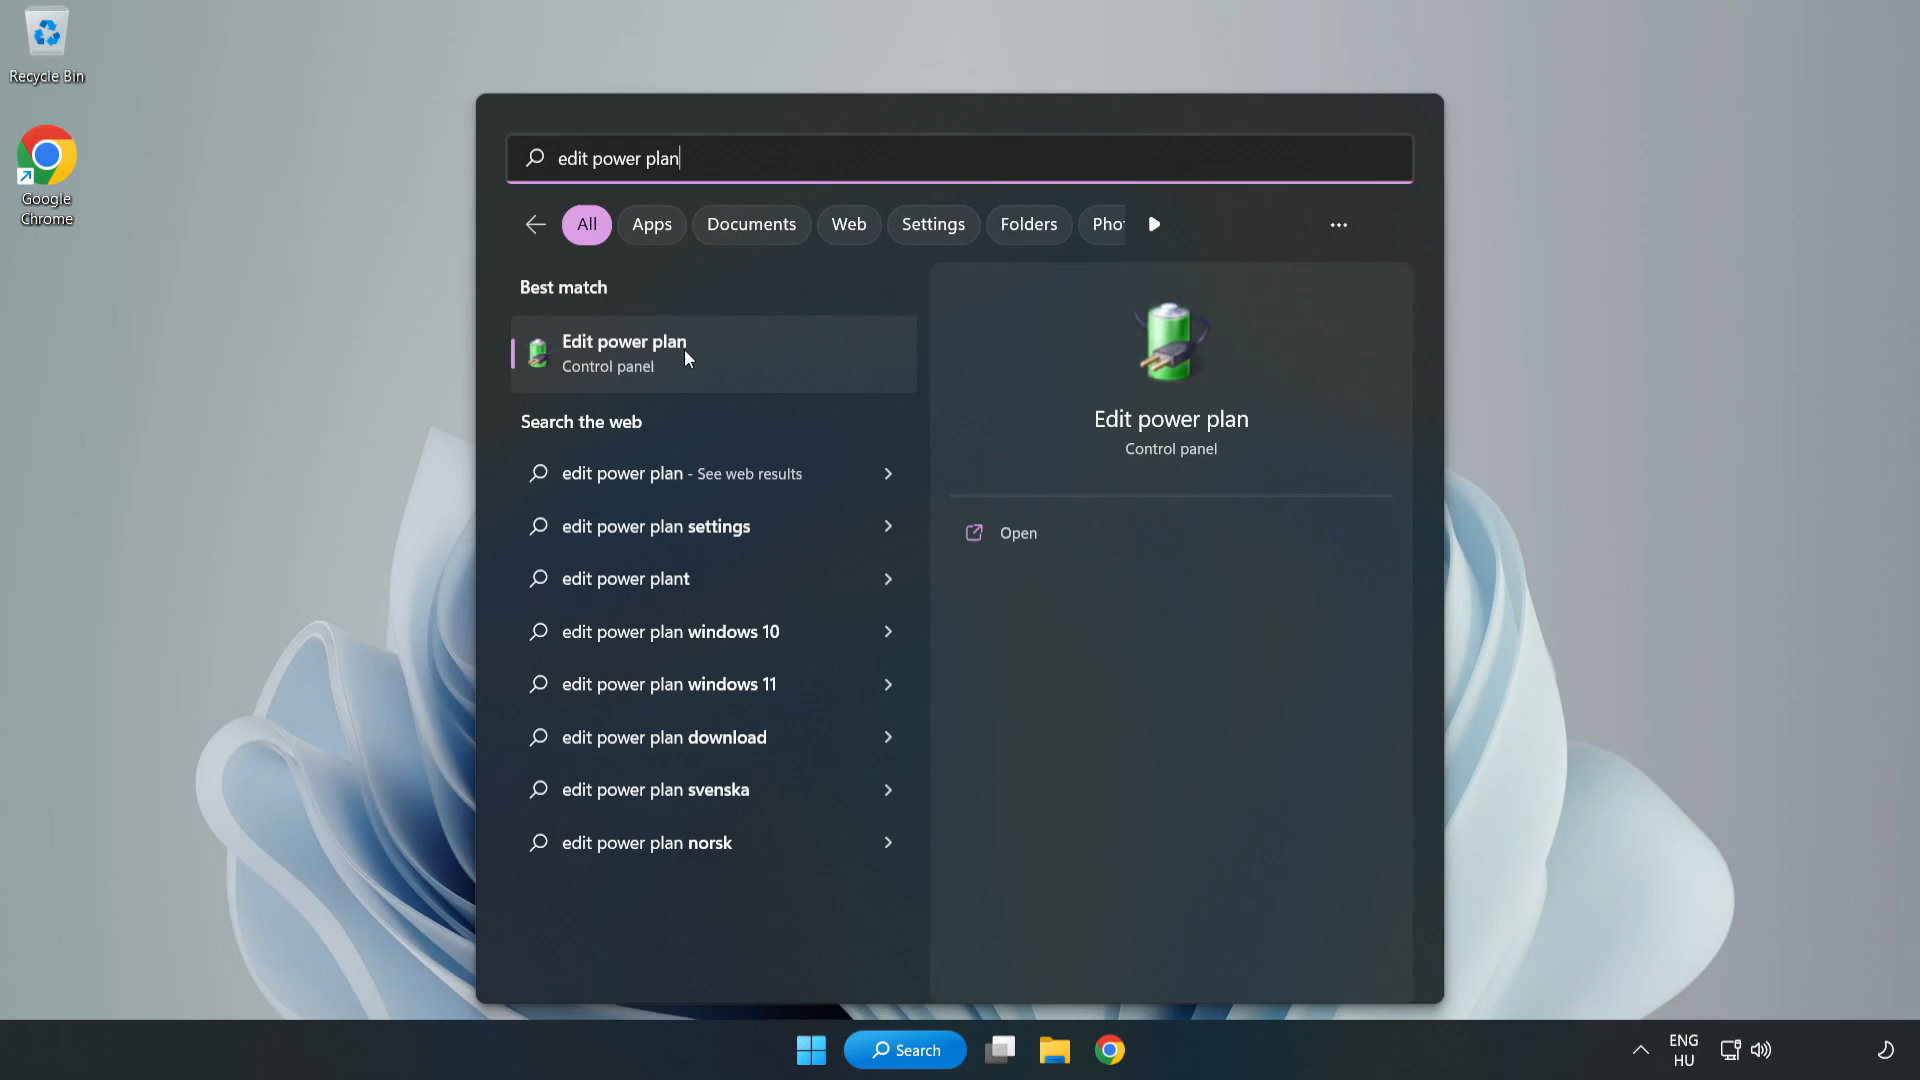 Recycle Bin
Google
Chrome
edit power plan
All
Apps
Documents
Web
Settings
Folders
Pho
Best match
Edit power plan
Control panel
Search the web
edit power plan - See web results
edit power plan settings
edit power plant
edit power plan windows 10
edit power plan windows 11
edit power plan download
edit power plan svenska
edit power plan norsk
Edit power plan
Control panel
Open
Search
ENG
HU